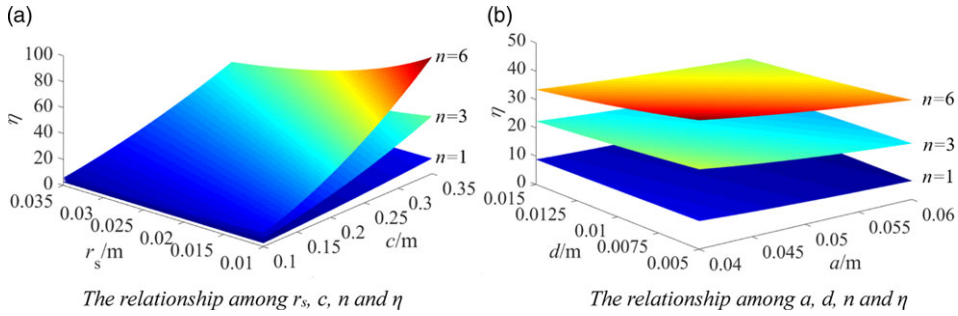 (a)
100
80
60
40
20
0
η
n=6
n=3
n=1
0.035
0.03
0.025
0.02
0.015
0.01
rs/m
0.1
0.15
0.2
0.25
0.3
0.35
c/m
The relationship among rs, c, n and η
(b)
50
40
30
20
10
0
η
n=6
n=3
n=1
0.015
0.0125
0.01
0.0075
0.005
d/m
0.04
0.045
0.05
0.055
0.06
a/m
The relationship among a, d, n and η